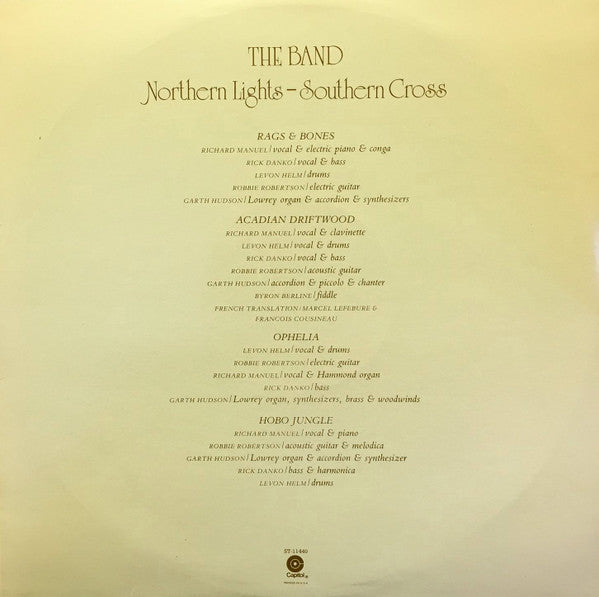 THE BAND
Northern Lights – Southern Cross
RAGS & BONES
RICHARD MANUEL/vocal & electric piano & conga
RICK DANKO/vocal & bass
LEVON HELM/drums
ROBBIE ROBERTSON/electric guitar
GARTH HUDSON/Lowrey organ & accordion & synthesizers
ACADIAN DRIFTWOOD
RICHARD MANUEL/vocal & clavinette
LEVON HELM/vocal & drums
RICK DANKO/vocal & bass
ROBBIE ROBERTSON/acoustic guitar
GARTH HUDSON/accordion & piccolo & chanter
BYRON BERLINE/fiddle
FRENCH TRANSLATION/MARCEL LEFEBURE &
FRANCOIS COUSINEAU
OPHELIA
LEVON HELM/vocal & drums
ROBBIE ROBERTSON/electric guitar
RICHARD MANUEL/vocal & Hammond organ
RICK DANKO/bass
GARTH HUDSON/Lowrey organ, synthesizers, brass & woodwinds
HOBO JUNGLE
RICHARD MANUEL/vocal & piano
ROBBIE ROBERTSON/acoustic guitar & melodica
GARTH HUDSON/Lowrey organ & accordion & synthesizer
RICK DANKO/bass & harmonica
LEVON HELM/drums
ST-11440
Capitol®